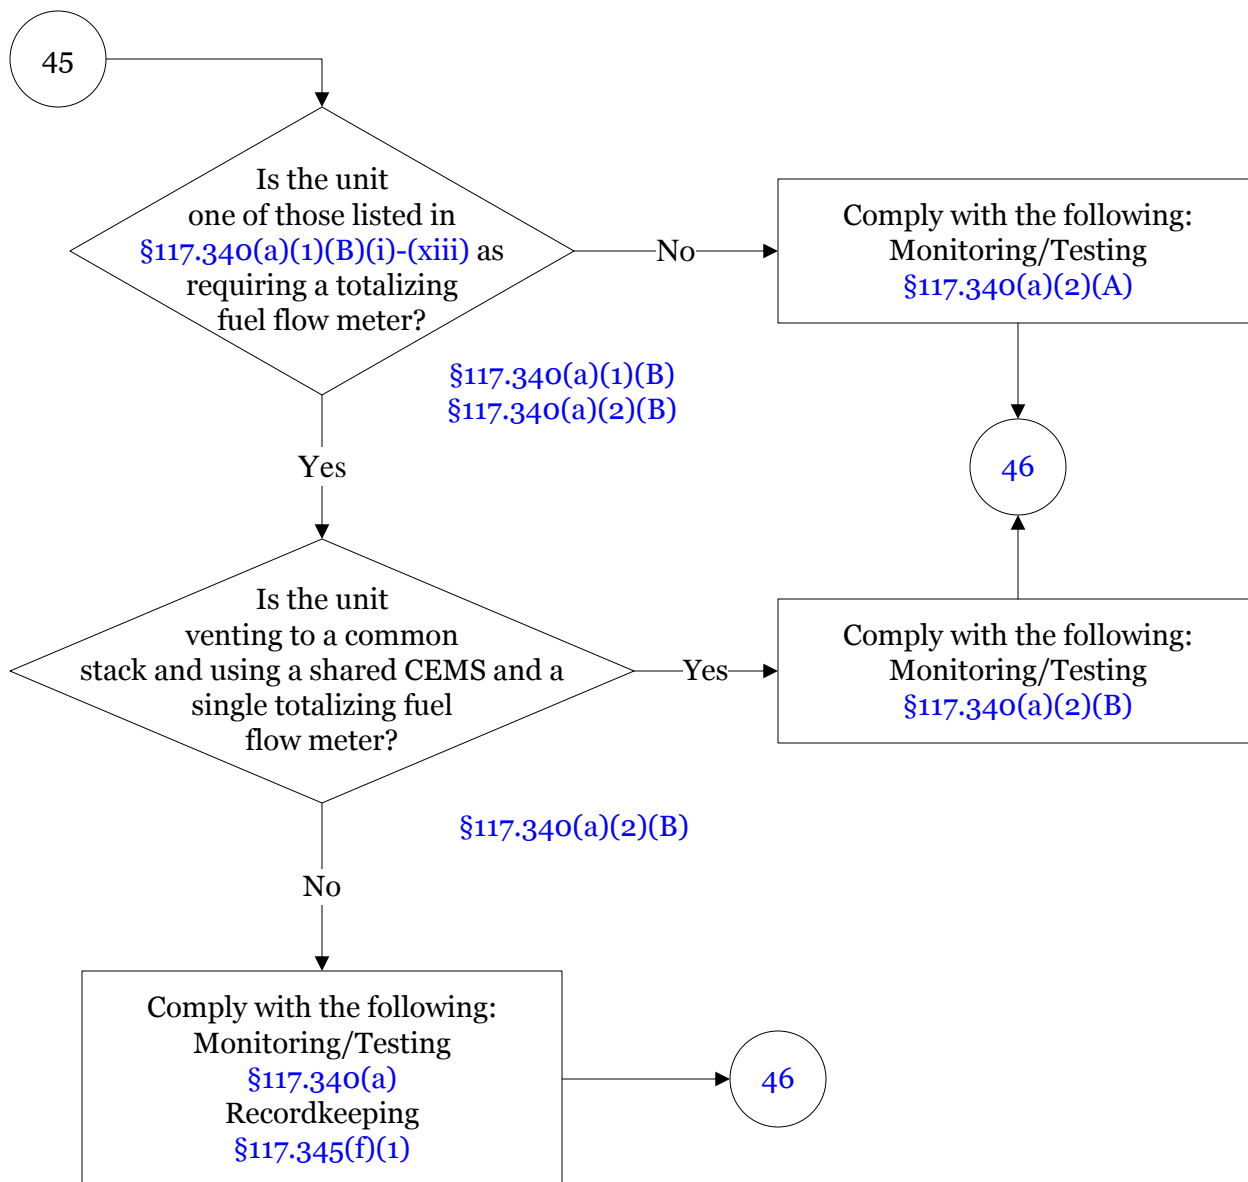 45
Is the unit
one of those listed in
§117.340(a)(1)(B)(i)-(xiii) as
requiring a totalizing
fuel flow meter?
No
Comply with the following:
Monitoring/Testing
§117.340(a)(2)(A)
§117.340(a)(1)(B)
§117.340(a)(2)(B)
Yes
46
Is the unit
venting to a common
stack and using a shared CEMS and a
single totalizing fuel
flow meter?
Yes
Comply with the following:
Monitoring/Testing
§117.340(a)(2)(B)
§117.340(a)(2)(B)
No
Comply with the following:
Monitoring/Testing
§117.340(a)
Recordkeeping
§117.345(f)(1)
46